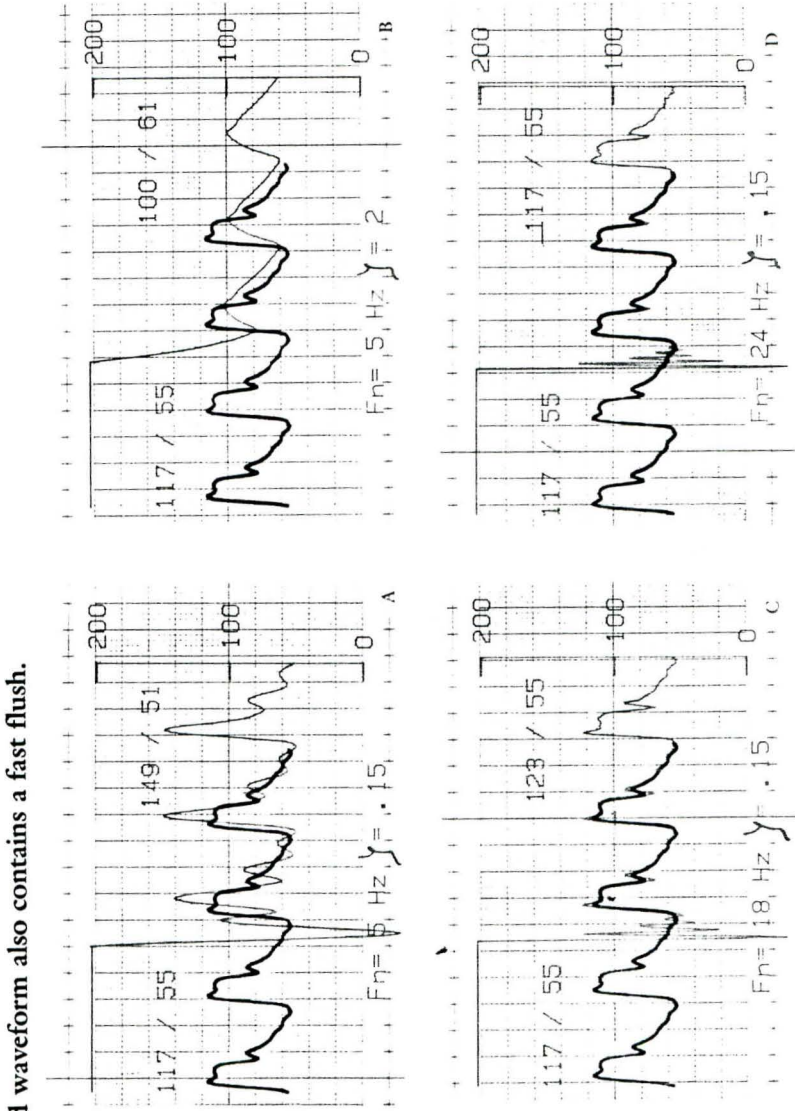 d waveform also contains a fast flush.
117 / 55
149 / 51
200
100
0
Fn= 5 Hz ζ= .15
A
117 / 55
100 / 61
200
100
0
Fn= 5 Hz ζ= 2
B
117 / 55
123 / 55
200
100
0
Fn= 18 Hz ζ= .15
C
117 / 55
117 / 55
200
100
0
Fn= 24 Hz ζ= .15
D